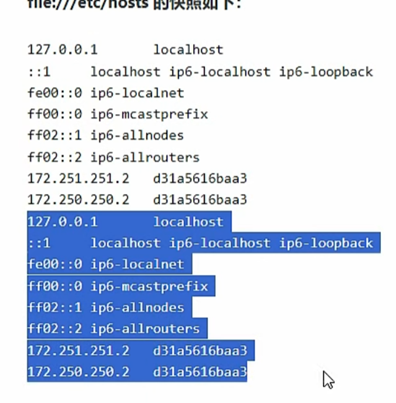 file:///etc/hosts 的快照如下：
127.0.0.1 localhost
::1 localhost ip6-localhost ip6-loopback
fe00::0 ip6-localnet
ff00::0 ip6-mcastprefix
ff02::1 ip6-allnodes
ff02::2 ip6-allrouters
172.251.251.2 d31a5616baa3
172.250.250.2 d31a5616baa3
127.0.0.1 localhost
::1 localhost ip6-localhost ip6-loopback
fe00::0 ip6-localnet
ff00::0 ip6-mcastprefix
ff02::1 ip6-allnodes
ff02::2 ip6-allrouters
172.251.251.2 d31a5616baa3
172.250.250.2 d31a5616baa3